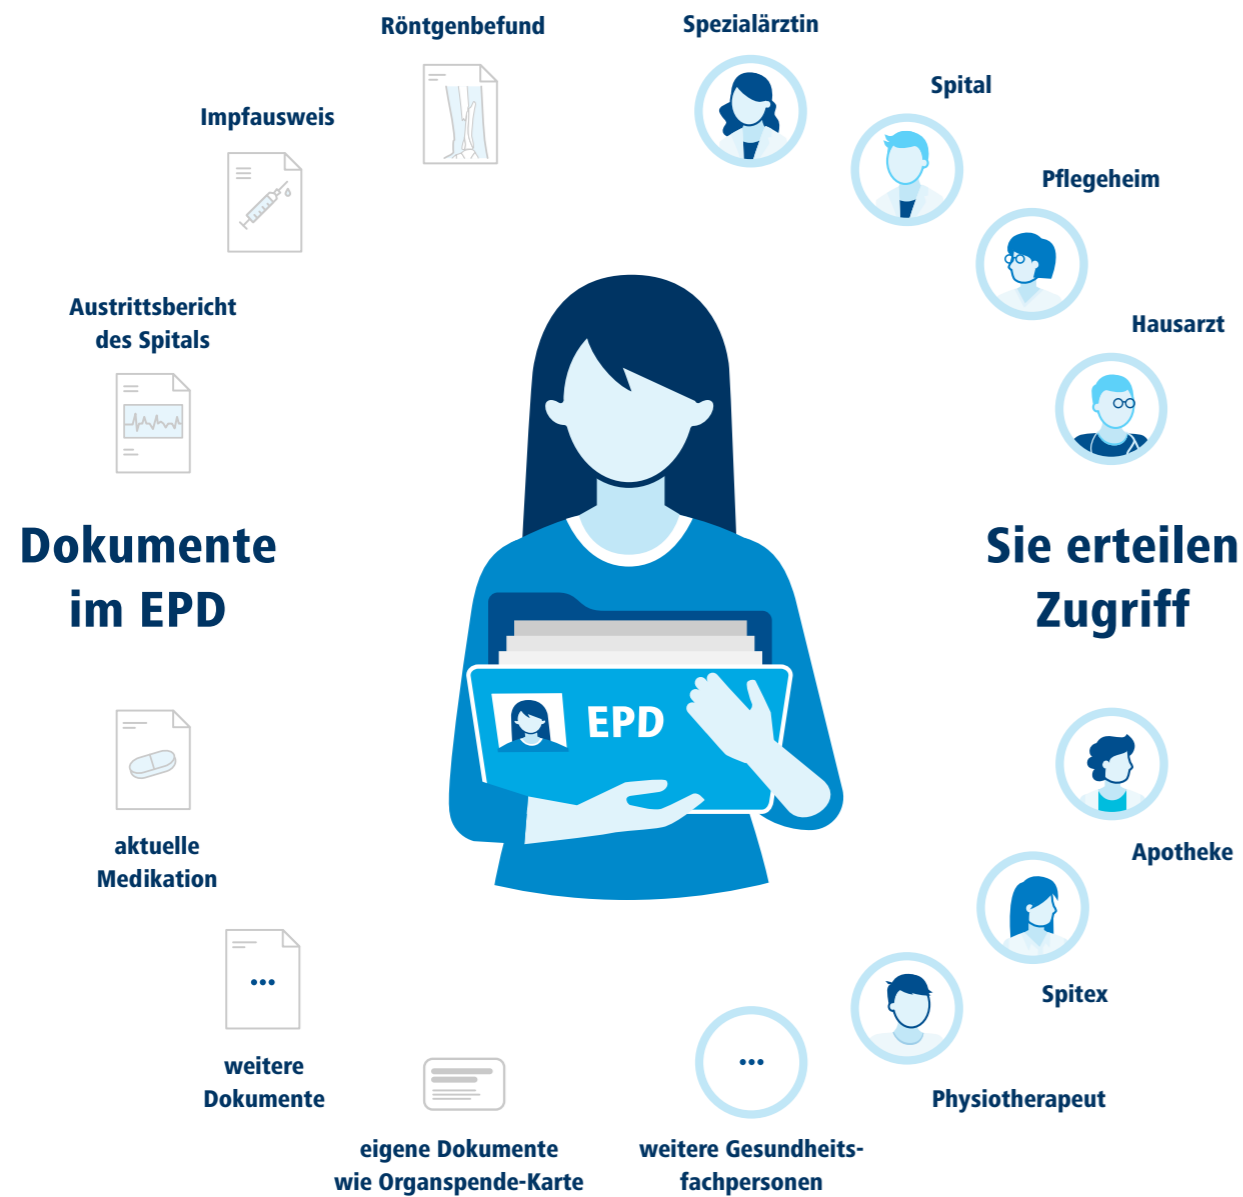 Röntgenbefund
Spezialärztin
Spital
Impfausweis
Pflegeheim
Austrittsbericht
des Spitals
Hausarzt
Dokumente
im EPD
Sie erteilen
Zugriff
EPD
aktuelle
Medikation
Apotheke
Spitex
weitere
Dokumente
Physiotherapeut
eigene Dokumente
wie Organspende-Karte
weitere Gesundheits-
fachpersonen